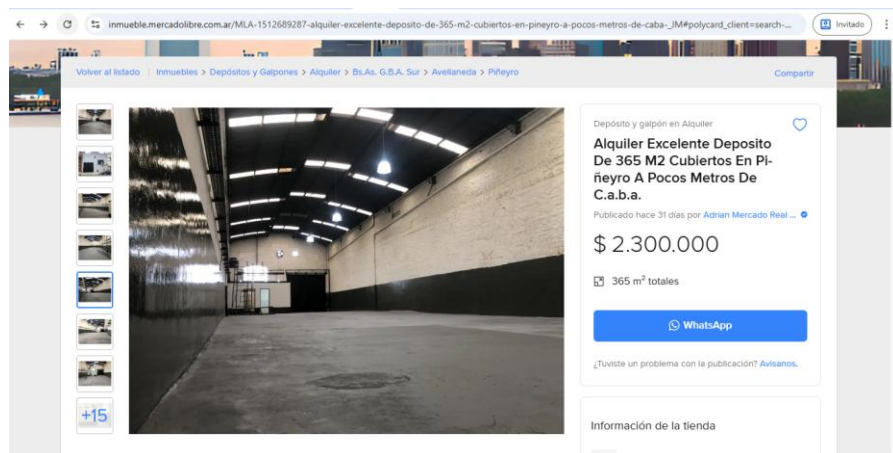 inmueble.mercadolibre.com.ar/MLA-1512689287-alquiler-excelente-deposito-de-365-m2-cubiertos-en-pineyro-a-pocos-metros-de-caba-_JM#polycard_client=search-...
Invitado
Volver al listado | Inmuebles > Depósitos y Galpones > Alquiler > Bs.As. G.B.A. Sur > Avellaneda > Piñeyro
Compartir
+15
Depósito y galpón en Alquiler
Alquiler Excelente Deposito
De 365 M2 Cubiertos En Pi-
ñeyro A Pocos Metros De
C.a.b.a.
Publicado hace 31 días por Adrian Mercado Real ...
$ 2.300.000
365 m² totales
WhatsApp
¿Tuviste un problema con la publicación? Avisanos.
Información de la tienda